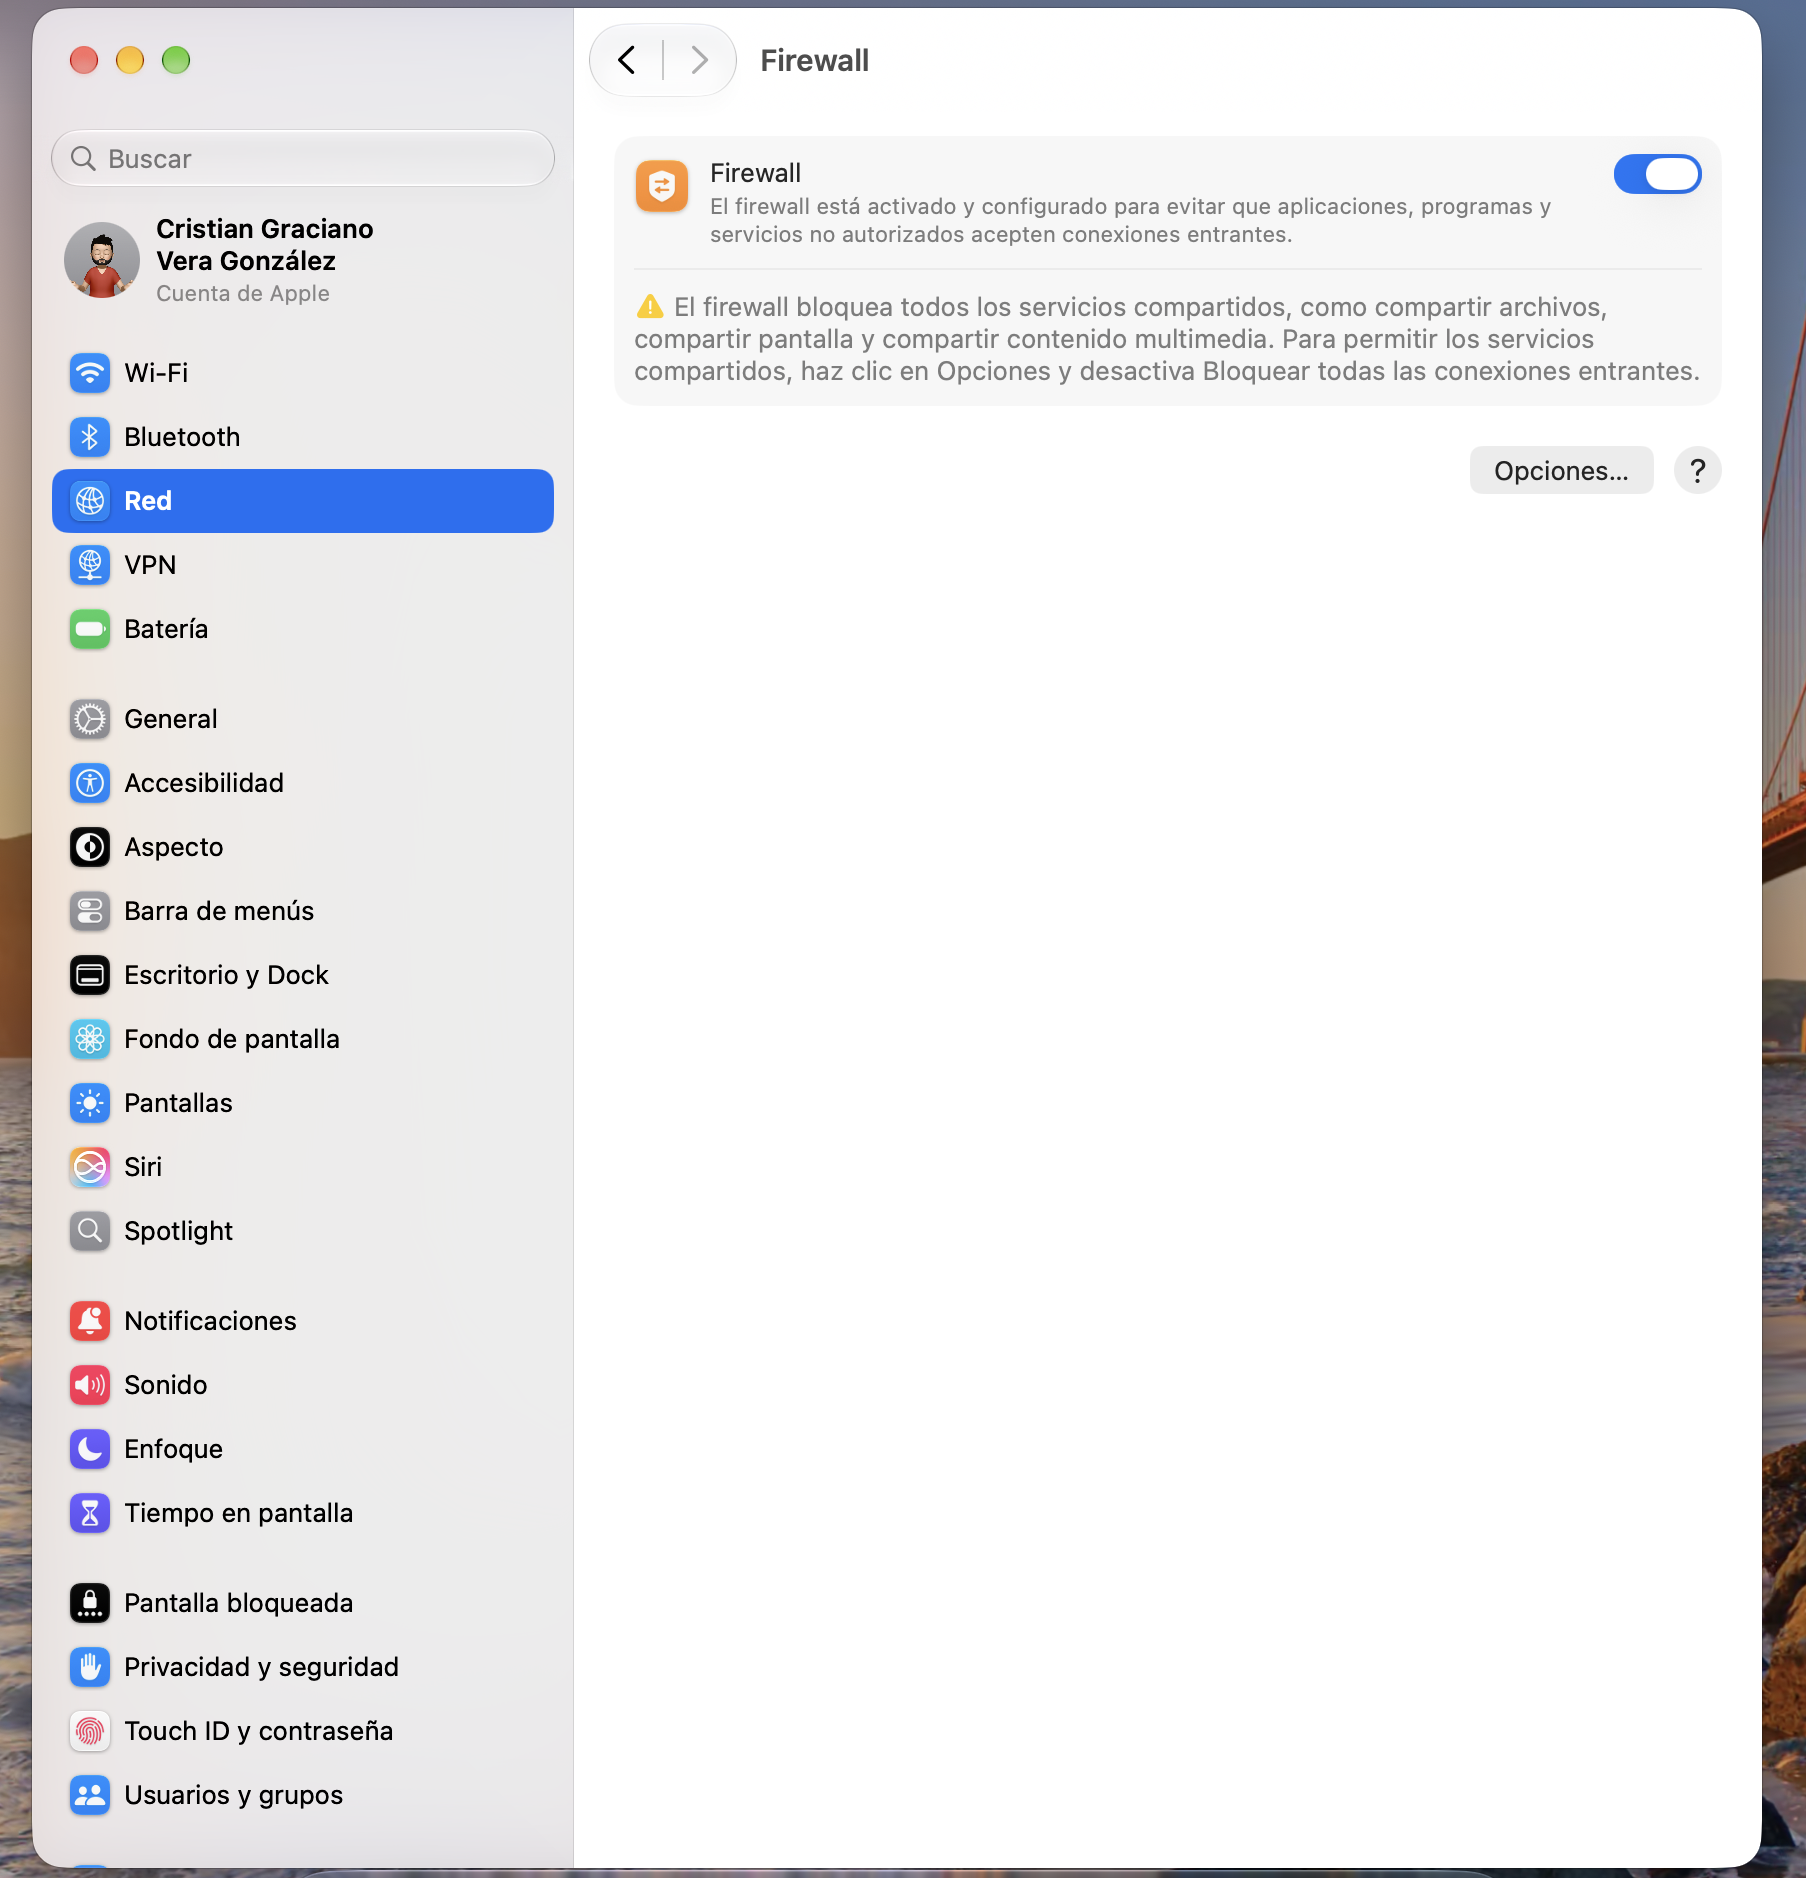 Buscar
Cristian Graciano
Vera González
Cuenta de Apple
Wi-Fi
Bluetooth
Red
VPN
Batería
General
Accesibilidad
Aspecto
Barra de menús
Escritorio y Dock
Fondo de pantalla
Pantallas
Siri
Spotlight
Notificaciones
Sonido
Enfoque
Tiempo en pantalla
Pantalla bloqueada
Privacidad y seguridad
Touch ID y contraseña
Usuarios y grupos
Firewall
Firewall
El firewall está activado y configurado para evitar que aplicaciones, programas y
servicios no autorizados acepten conexiones entrantes.
El firewall bloquea todos los servicios compartidos, como compartir archivos,
compartir pantalla y compartir contenido multimedia. Para permitir los servicios
compartidos, haz clic en Opciones y desactiva Bloquear todas las conexiones entrantes.
Opciones...
?